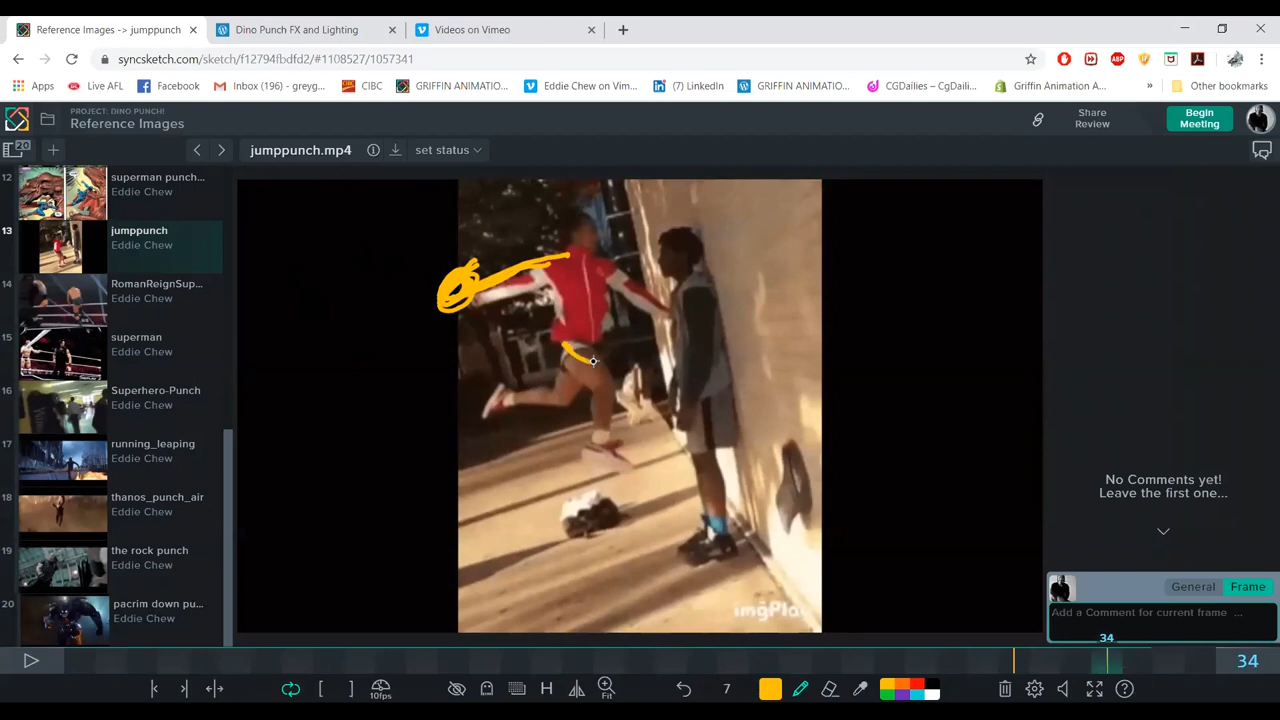 Reference Images -> jumppunch
Dino Punch FX and Lighting
Videos on Vimeo
syncsketch.com/sketch/f12794fbdfd2/#1108527/1057341
Apps
Live AFL
Facebook
Inbox (196) - greyg...
CIBC
GRIFFIN ANIMATIO...
Eddie Chew on Vim...
(7) LinkedIn
GRIFFIN ANIMATIO...
CGDailies – CgDaili...
Griffin Animation A...
»
Other bookmarks
PROJECT: DINO PUNCH!
Reference Images
Share Review
Begin Meeting
20
jumppunch.mp4
set status
12
superman punch...
Eddie Chew
13
jumppunch
Eddie Chew
14
RomanReignSup...
Eddie Chew
15
superman
Eddie Chew
16
Superhero-Punch
Eddie Chew
17
running_leaping
Eddie Chew
18
thanos_punch_air
Eddie Chew
19
the rock punch
Eddie Chew
20
pacrim down pu...
Eddie Chew
imgPlay
No Comments yet!
Leave the first one...
General
Frame
Add a Comment for current frame ...
34
34
10fps
H
Fit
7